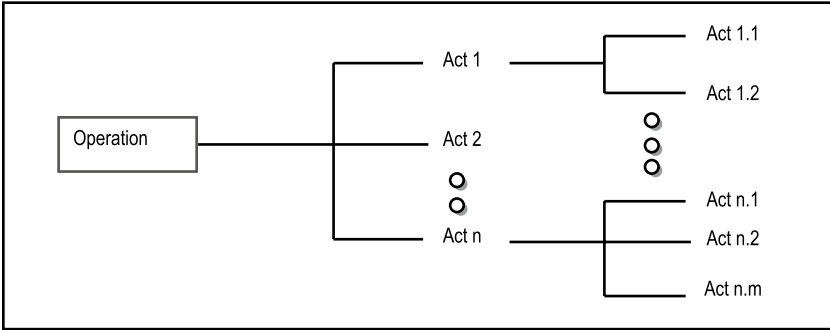 Operation
Act 1
Act 2
Act n
Act 1.1
Act 1.2
Act n.1
Act n.2
Act n.m